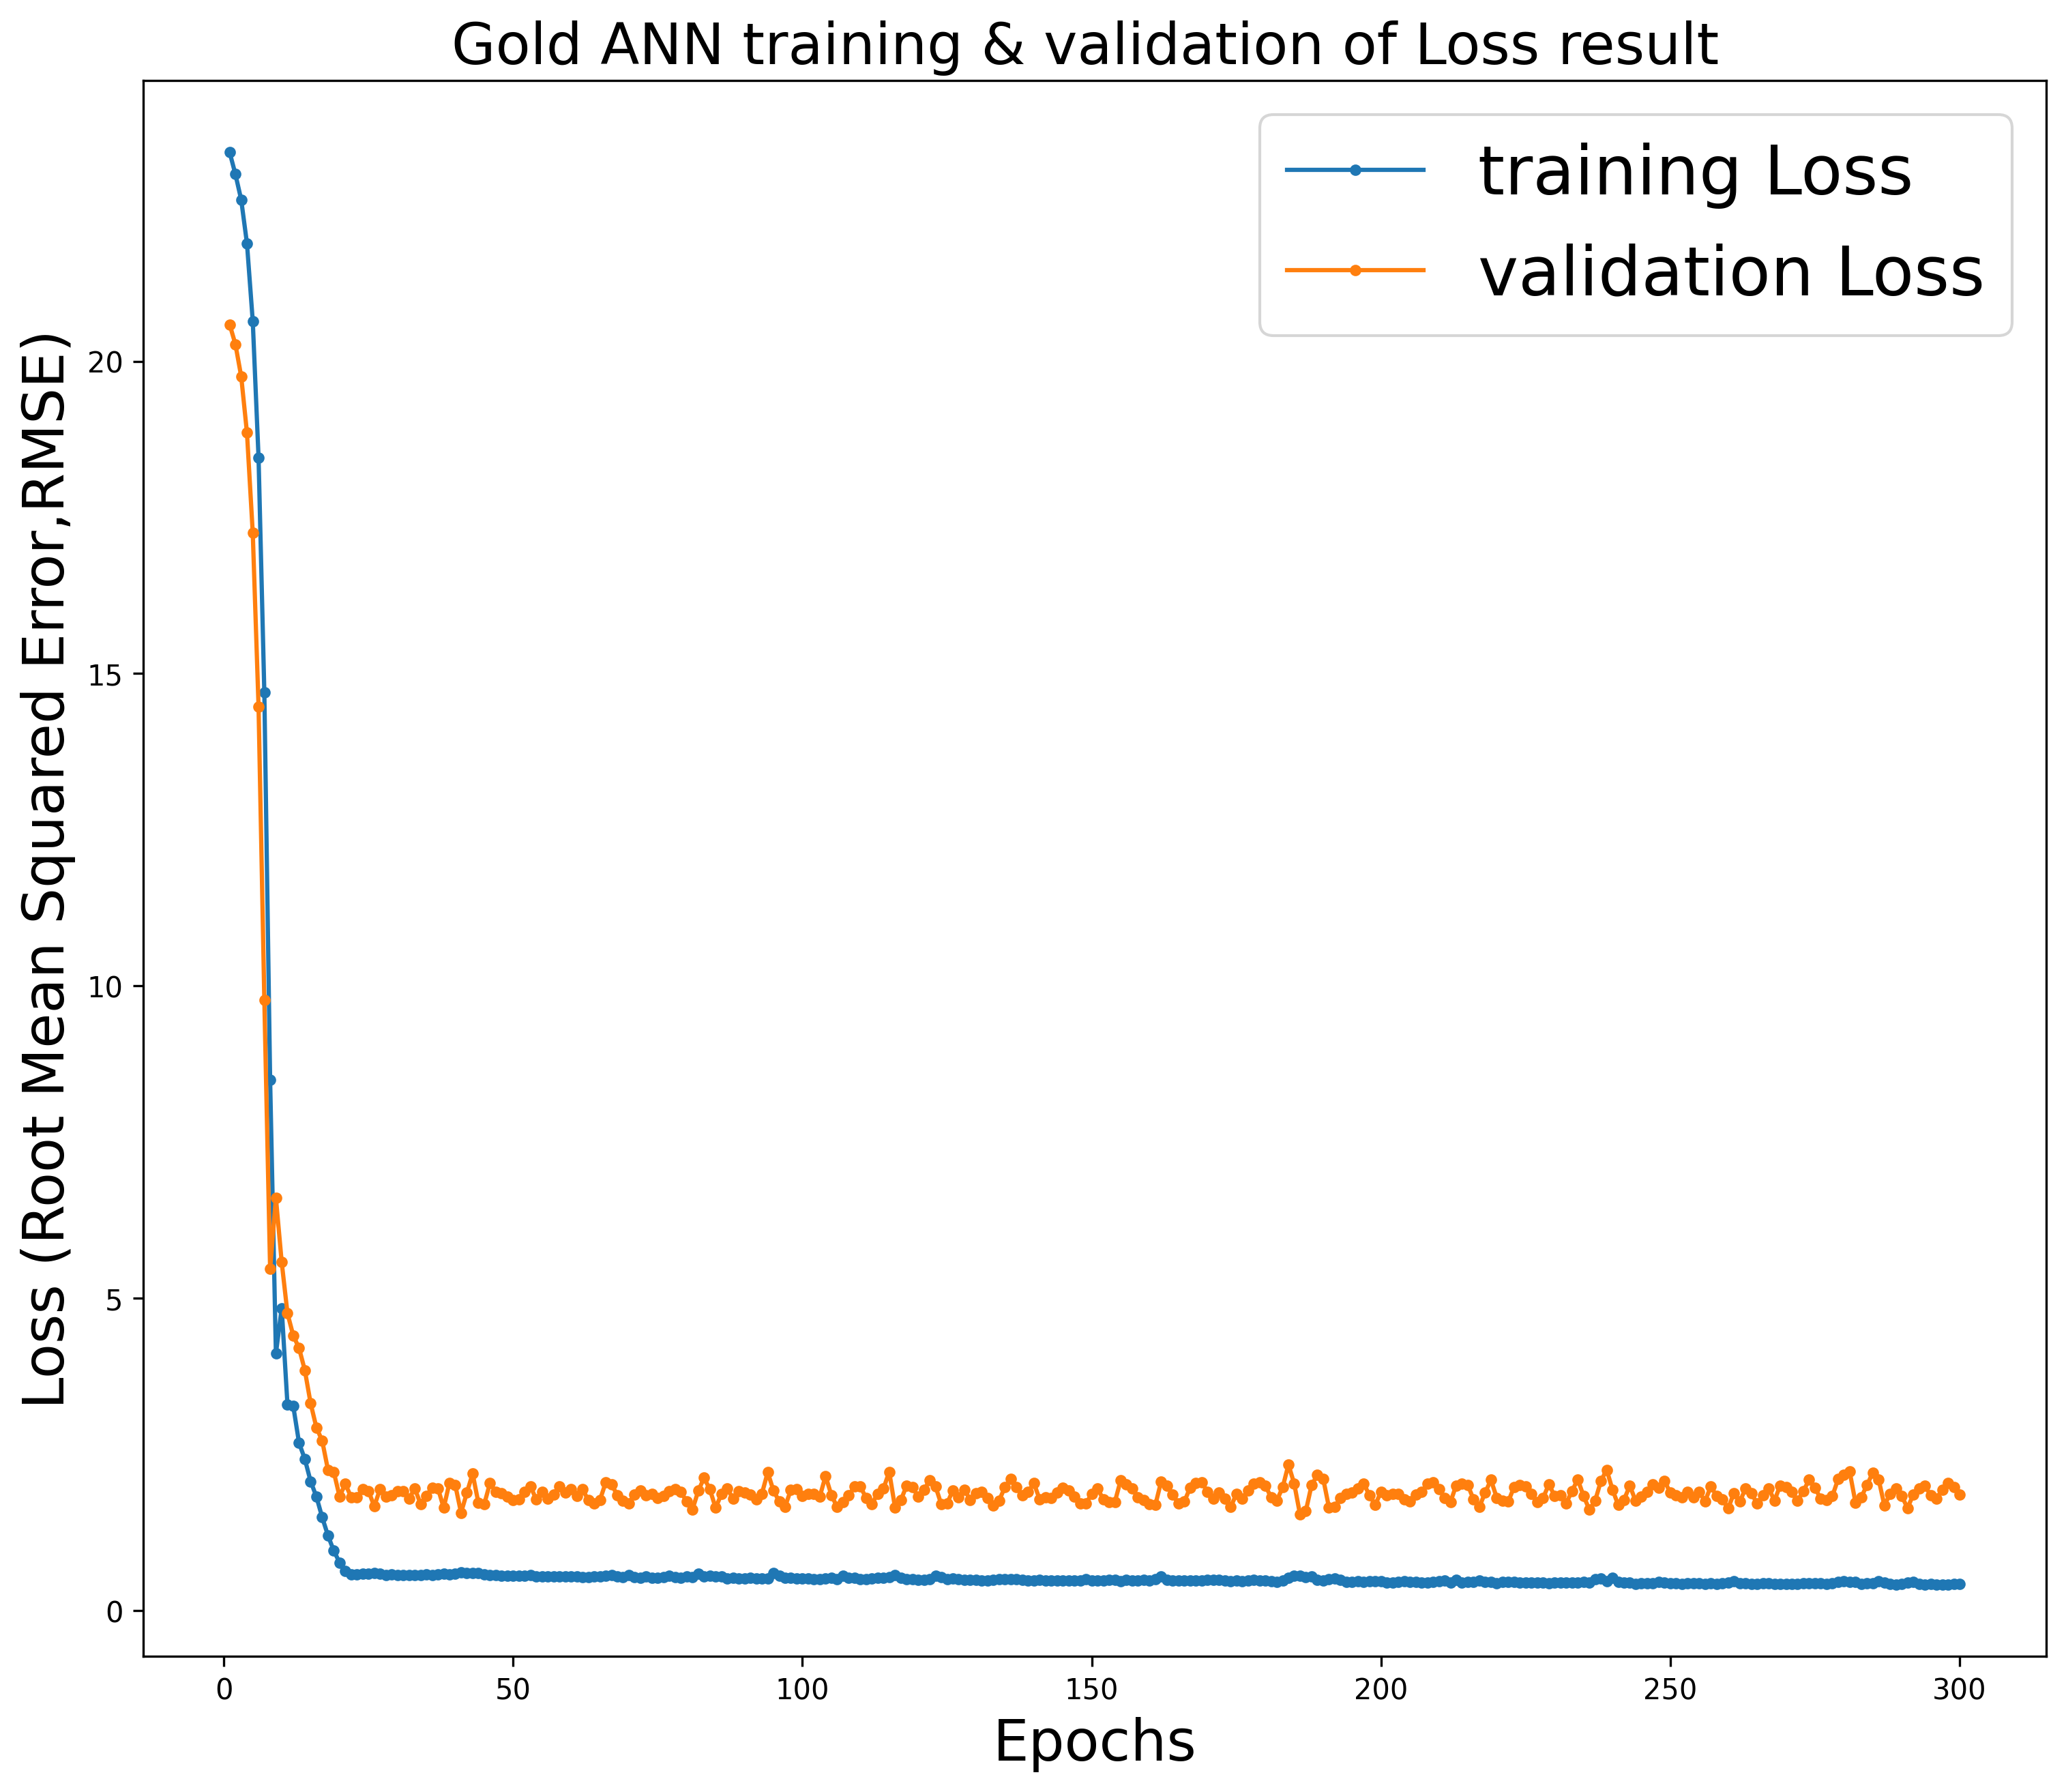 Gold ANN training & validation of Loss result
training Loss
validation Loss
Loss (Root Mean Squared Error,RMSE)
20
15
10
5
0
0 50 100 150 200 250 300
Epochs